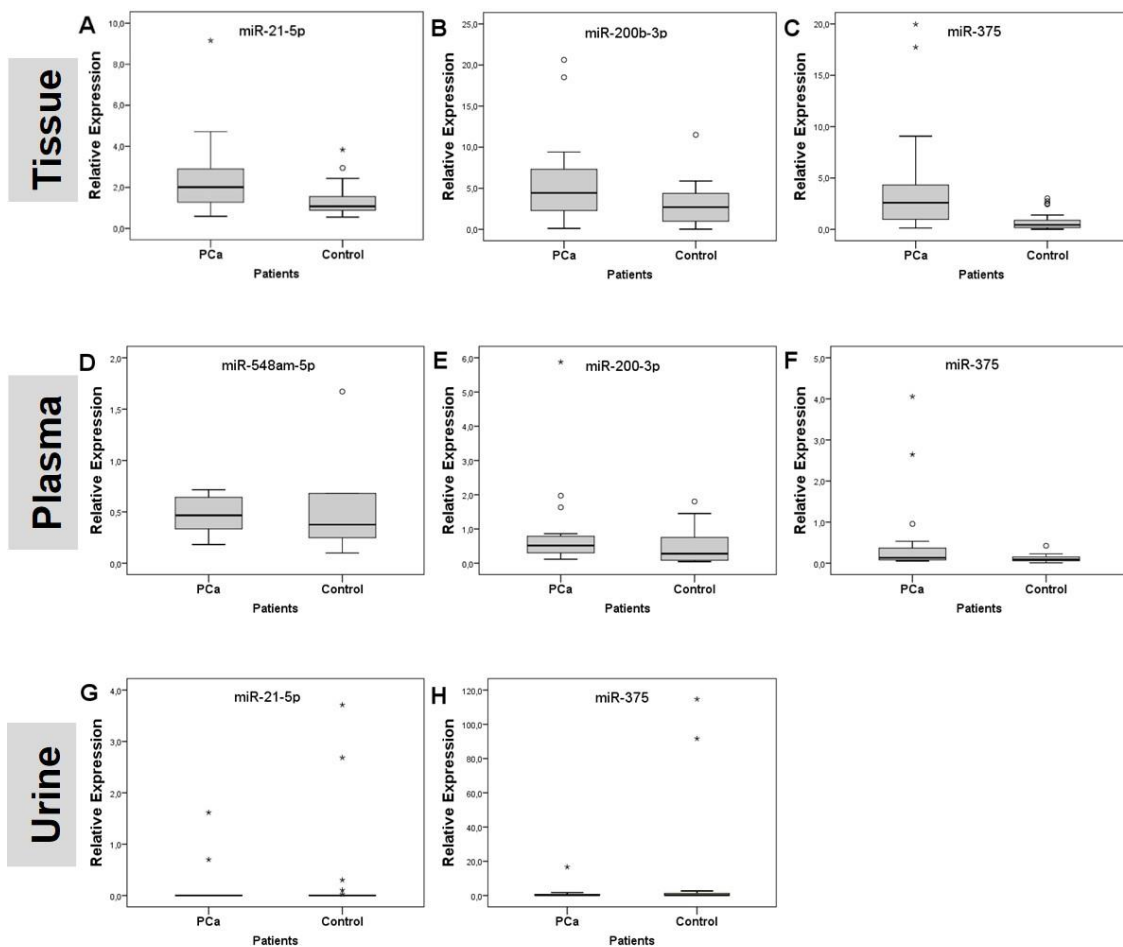 Tissue
A
miR-21-5p
Relative Expression
10,0
8,0
6,0
4,0
2,0
0,0
PCa
Control
Patients
B
miR-200b-3p
Relative Expression
25,0
20,0
15,0
10,0
5,0
0,0
PCa
Control
Patients
C
miR-375
Relative Expression
20,0
15,0
10,0
5,0
0,0
PCa
Control
Patients
Plasma
D
miR-548am-5p
Relative Expression
2,0
1,5
1,0
0,5
0,0
PCa
Control
Patients
E
miR-200-3p
Relative Expression
6,0
5,0
4,0
3,0
2,0
1,0
0,0
PCa
Control
Patients
F
miR-375
Relative Expression
5,0
4,0
3,0
2,0
1,0
0,0
PCa
Control
Patients
Urine
G
miR-21-5p
Relative Expression
4,0
3,0
2,0
1,0
0,0
PCa
Control
Patients
H
miR-375
Relative Expression
120,0
100,0
80,0
60,0
40,0
20,0
0,0
PCa
Control
Patients